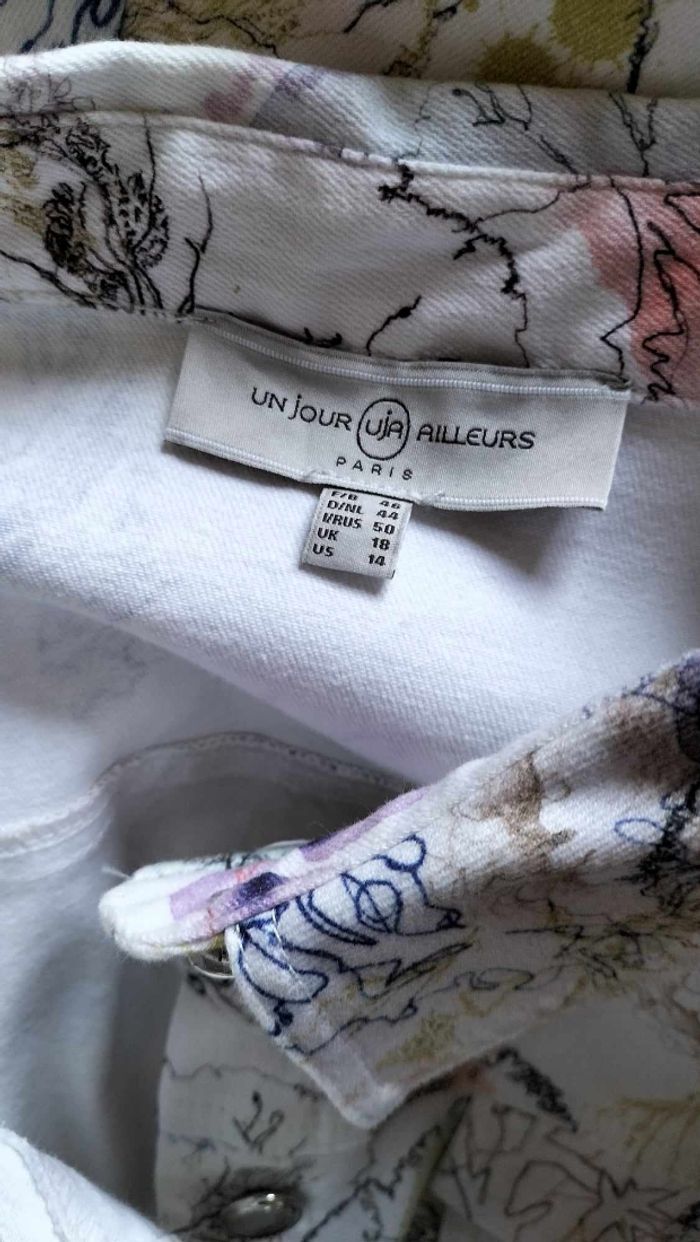 UN JOUR UJA AILLEURS
PARIS
F/B 46
D/NL 44
I/RUS 50
UK 18
US 14